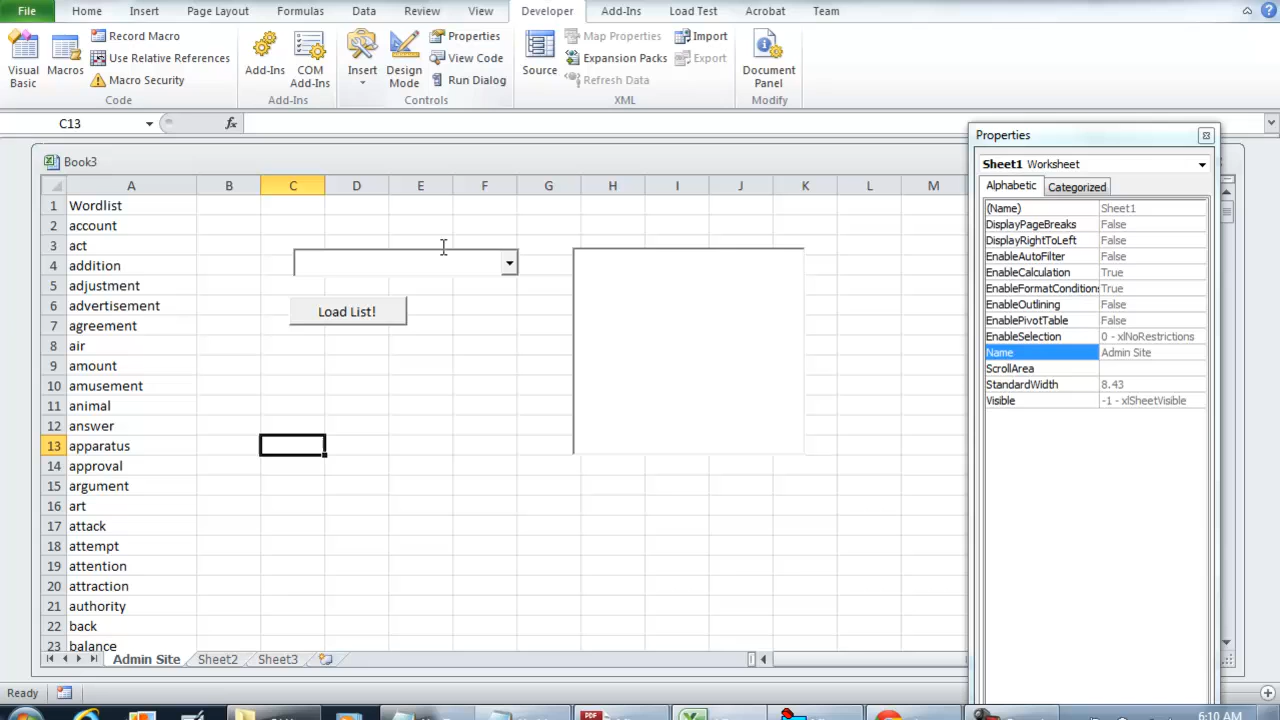 File Home Insert Page Layout Formulas Data Review View Developer Add-Ins Load Test Acrobat Team
Visual Basic
Macros
Record Macro
Use Relative References
Macro Security
Code
Add-Ins
COM Add-Ins
Add-Ins
Insert
Design Mode
Properties
View Code
Run Dialog
Controls
Source
Map Properties
Expansion Packs
Refresh Data
Import
Export
XML
Document Panel
Modify
C13 fx
Book3
A B C D E F G H I J K L M
1 Wordlist
2 account
3 act
4 addition
5 adjustment
6 advertisement
7 agreement
8 air
9 amount
10 amusement
11 animal
12 answer
13 apparatus
14 approval
15 argument
16 art
17 attack
18 attempt
19 attention
20 attraction
21 authority
22 back
23 balance
Load List!
Admin Site Sheet2 Sheet3
Ready
Properties
Sheet1 Worksheet
Alphabetic Categorized
(Name) Sheet1
DisplayPageBreaks False
DisplayRightToLeft False
EnableAutoFilter False
EnableCalculation True
EnableFormatConditions True
EnableOutlining False
EnablePivotTable False
EnableSelection 0 - xlNoRestrictions
Name Admin Site
ScrollArea
StandardWidth 8.43
Visible -1 - xlSheetVisible
PDF
6:10 AM